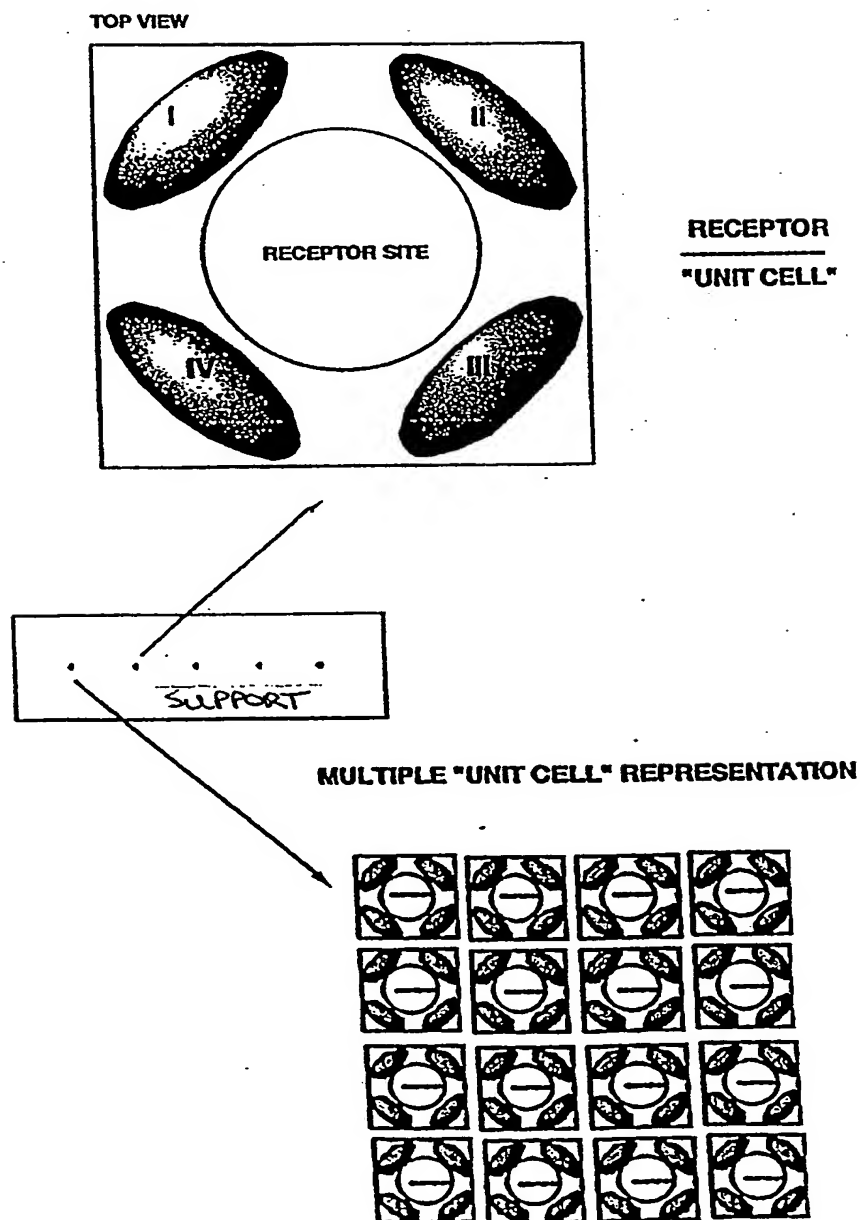 TOP VIEW
I
II
RECEPTOR SITE
RECEPTOR
"UNIT CELL"
IV
III
SUPPORT
MULTIPLE "UNIT CELL" REPRESENTATION